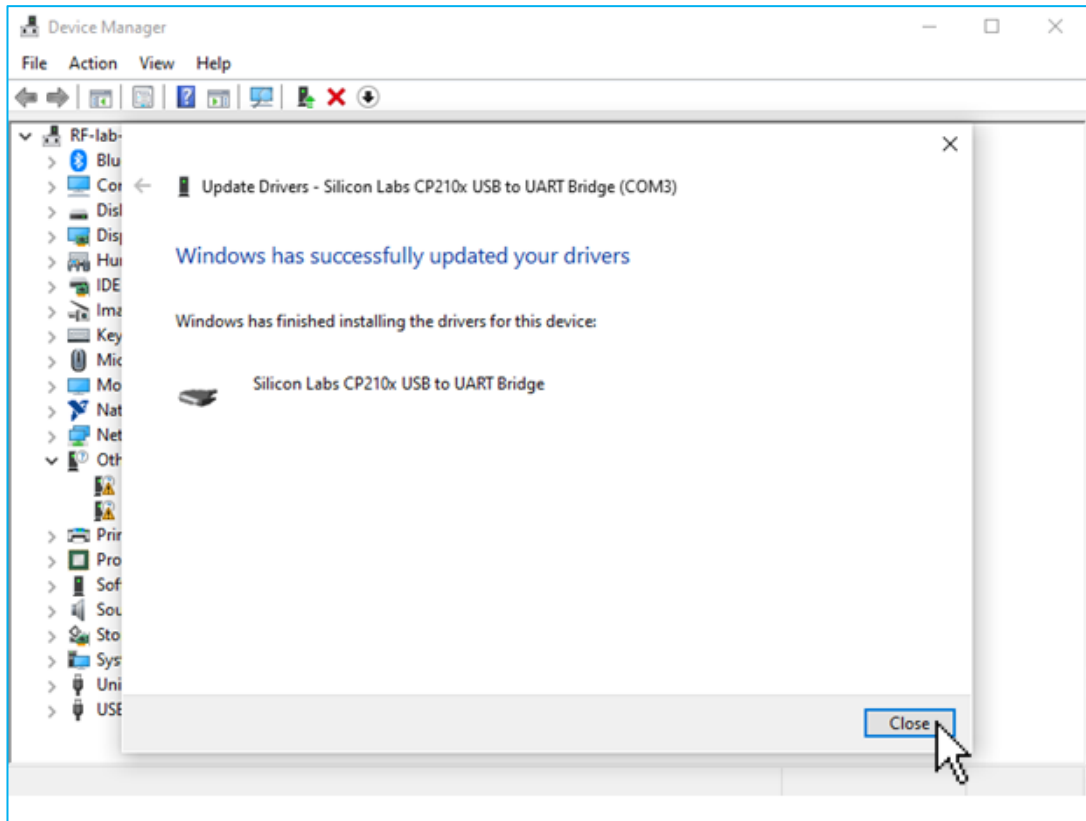 Device Manager
File Action View Help
RF-lab-
Blu
Cor
Disl
Disp
Hur
IDE
Ima
Key
Mic
Mo
Nat
Net
Oth
Prir
Pro
Sof
Sou
Sto
Sys
Uni
USB
Update Drivers - Silicon Labs CP210x USB to UART Bridge (COM3)
Windows has successfully updated your drivers
Windows has finished installing the drivers for this device:
Silicon Labs CP210x USB to UART Bridge
Close